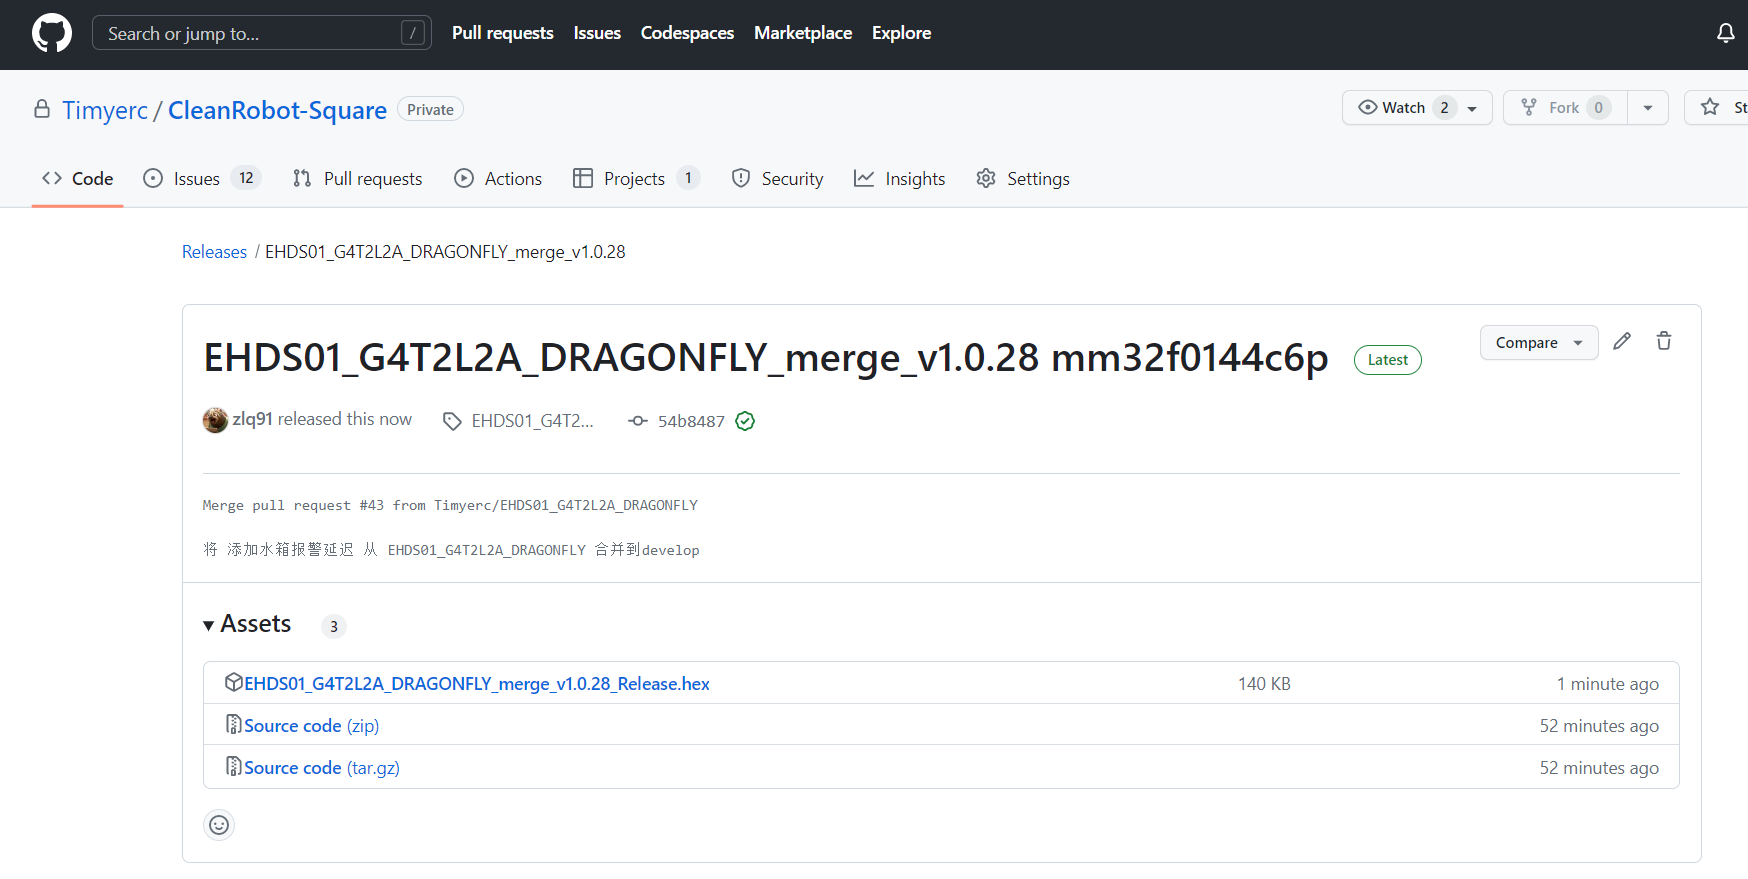 Search or jump to... / Pull requests Issues Codespaces Marketplace Explore
Timyerc / CleanRobot-Square Private Watch 2 Fork 0 St
Code Issues 12 Pull requests Actions Projects 1 Security Insights Settings
Releases / EHDS01_G4T2L2A_DRAGONFLY_merge_v1.0.28
EHDS01_G4T2L2A_DRAGONFLY_merge_v1.0.28 mm32f0144c6p Latest Compare
zlq91 released this now EHDS01_G4T2... 54b8487
Merge pull request #43 from Timyerc/EHDS01_G4T2L2A_DRAGONFLY
将 添加水箱报警延迟 从 EHDS01_G4T2L2A_DRAGONFLY 合并到develop
Assets 3
EHDS01_G4T2L2A_DRAGONFLY_merge_v1.0.28_Release.hex 140 KB 1 minute ago
Source code (zip) 52 minutes ago
Source code (tar.gz) 52 minutes ago